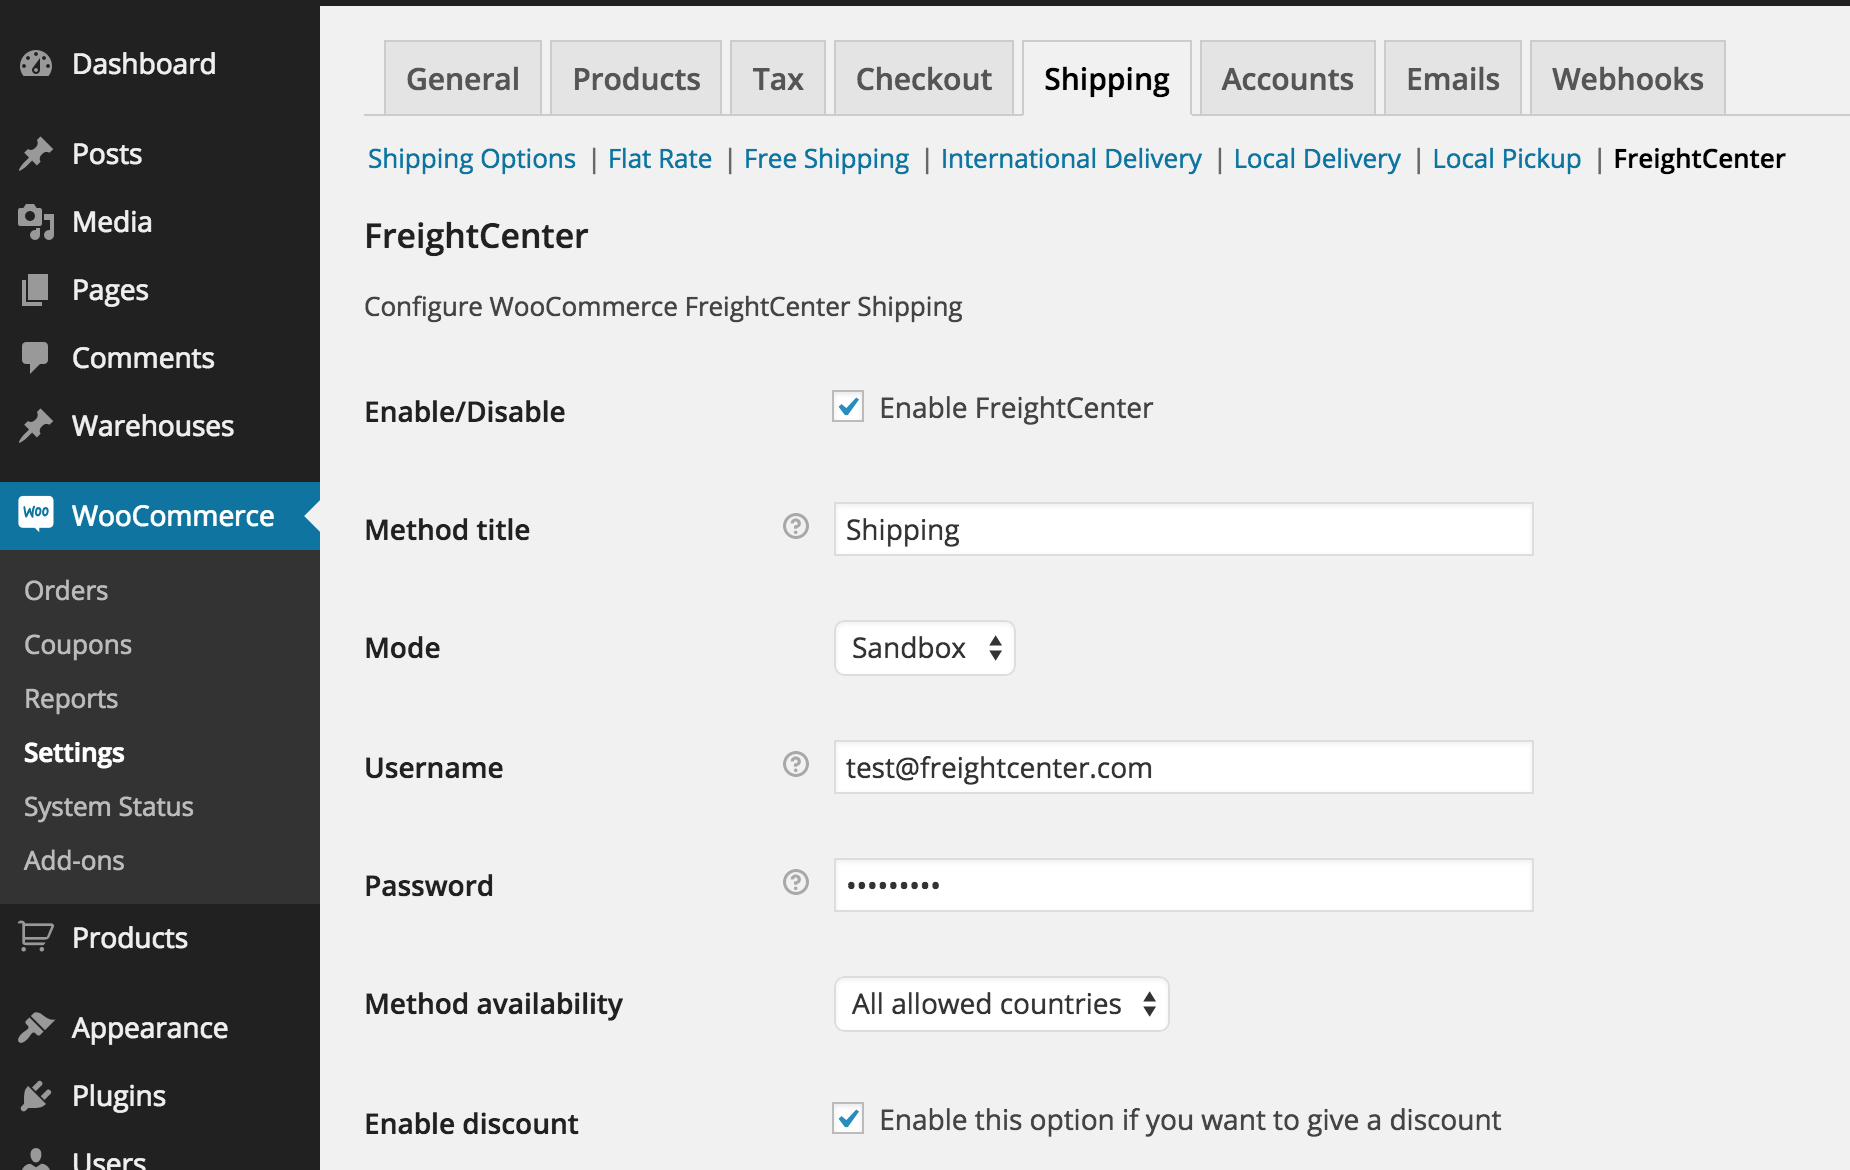 Dashboard
Posts
Media
Pages
Comments
Warehouses
woo WooCommerce
Orders
Coupons
Reports
Settings
System Status
Add-ons
Products
Appearance
Plugins
Users
General Products Tax Checkout Shipping Accounts Emails Webhooks
Shipping Options | Flat Rate | Free Shipping | International Delivery | Local Delivery | Local Pickup | FreightCenter
FreightCenter
Configure WooCommerce FreightCenter Shipping
Enable/Disable Enable FreightCenter
Method title ? Shipping
Mode Sandbox
Username ? test@freightcenter.com
Password ? •••••••••
Method availability All allowed countries
Enable discount Enable this option if you want to give a discount